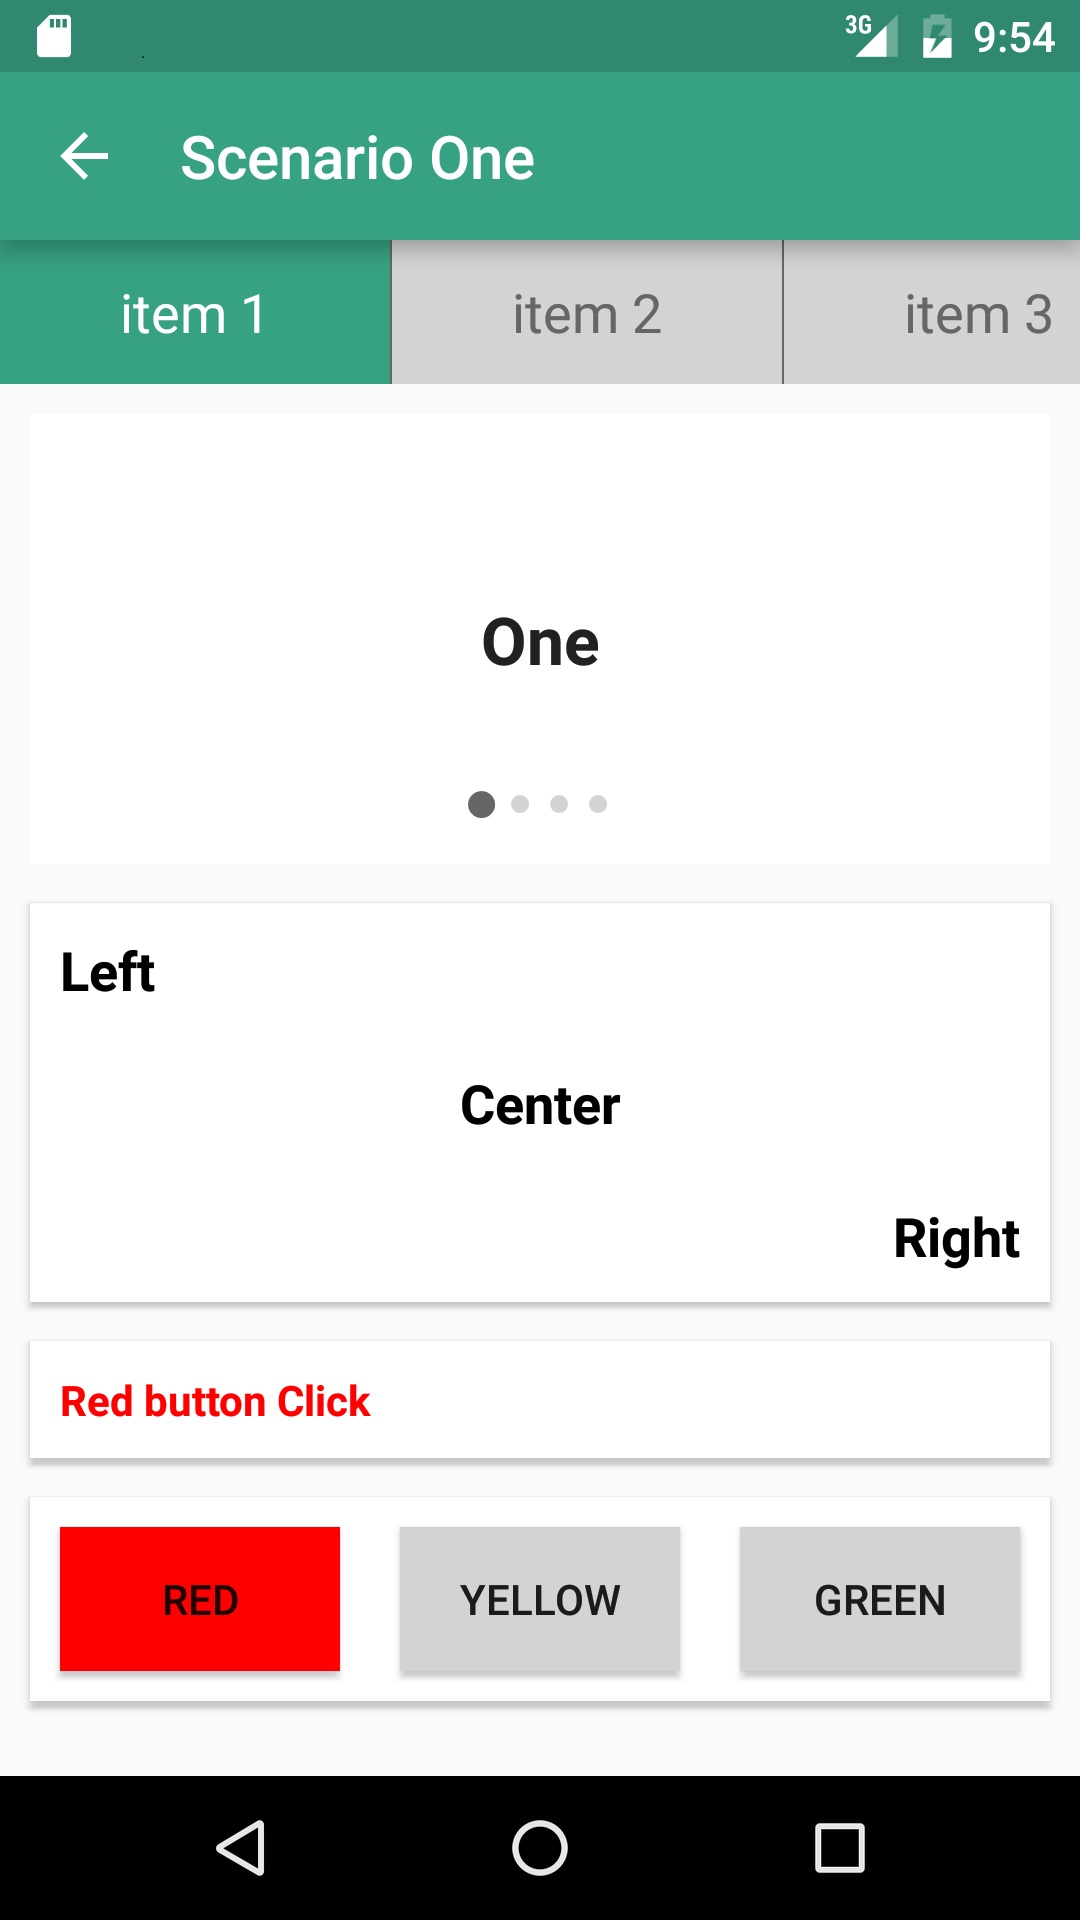 3G 9:54
Scenario One
item 1 item 2 item 3
One
Left
Center
Right
Red button Click
RED YELLOW GREEN